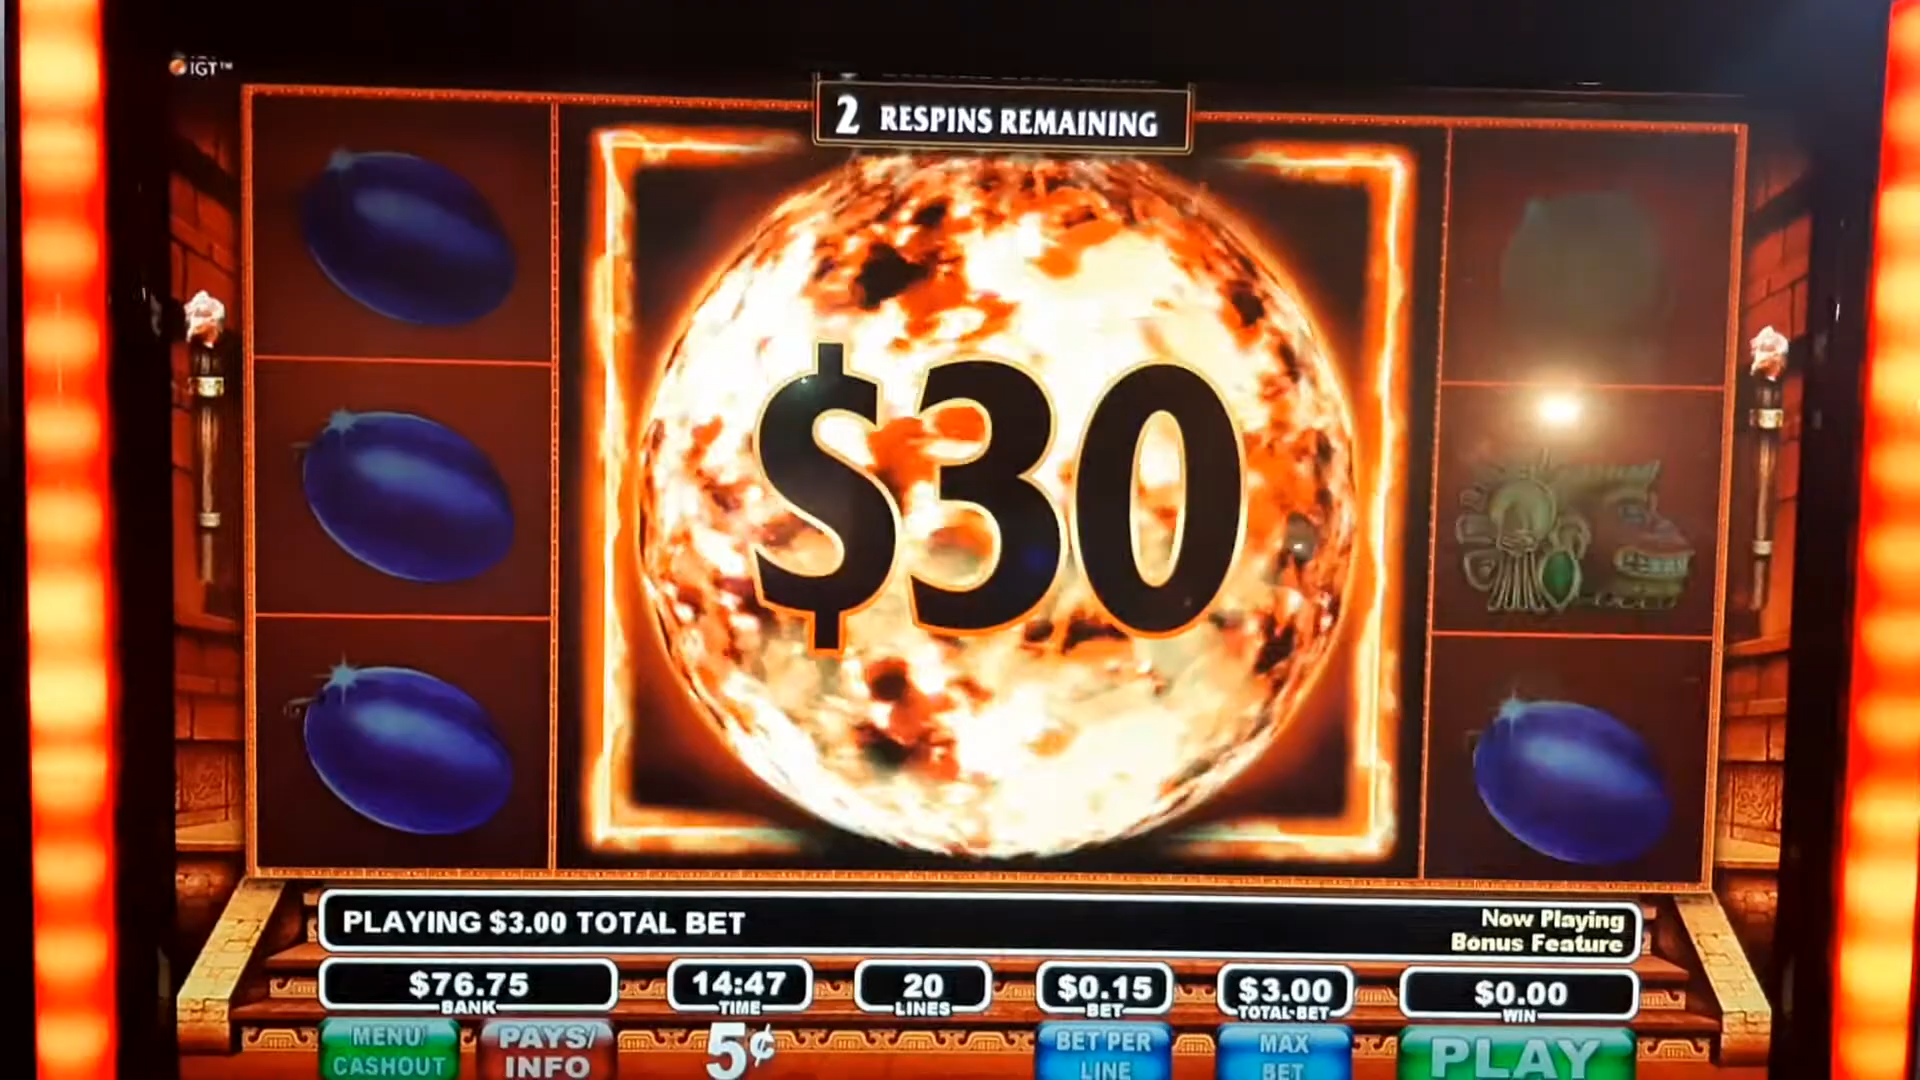 IGT™
2 RESPINS REMAINING
$30
PLAYING $3.00 TOTAL BET
Now Playing
Bonus Feature
$76.75
BANK
14:47
TIME
20
LINES
$0.15
BET
$3.00
TOTAL BET
$0.00
WIN
MENU/
CASHOUT
PAYS/
INFO
5¢
BET PER
LINE
MAX
BET
PLAY